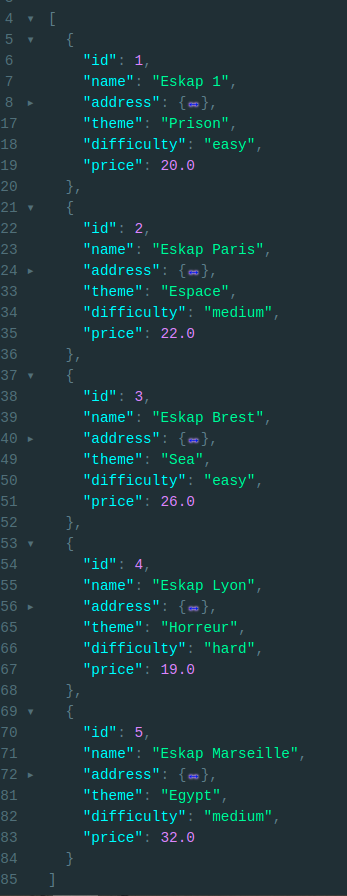 4 ▾ [
5 ▾ {
6 "id": 1,
7 "name": "Eskap 1",
8 ▸ "address": {↔},
17 "theme": "Prison",
18 "difficulty": "easy",
19 "price": 20.0
20 },
21 ▾ {
22 "id": 2,
23 "name": "Eskap Paris",
24 ▸ "address": {↔},
33 "theme": "Espace",
34 "difficulty": "medium",
35 "price": 22.0
36 },
37 ▾ {
38 "id": 3,
39 "name": "Eskap Brest",
40 ▸ "address": {↔},
49 "theme": "Sea",
50 "difficulty": "easy",
51 "price": 26.0
52 },
53 ▾ {
54 "id": 4,
55 "name": "Eskap Lyon",
56 ▸ "address": {↔},
65 "theme": "Horreur",
66 "difficulty": "hard",
67 "price": 19.0
68 },
69 ▾ {
70 "id": 5,
71 "name": "Eskap Marseille",
72 ▸ "address": {↔},
81 "theme": "Egypt",
82 "difficulty": "medium",
83 "price": 32.0
84 }
85 ]